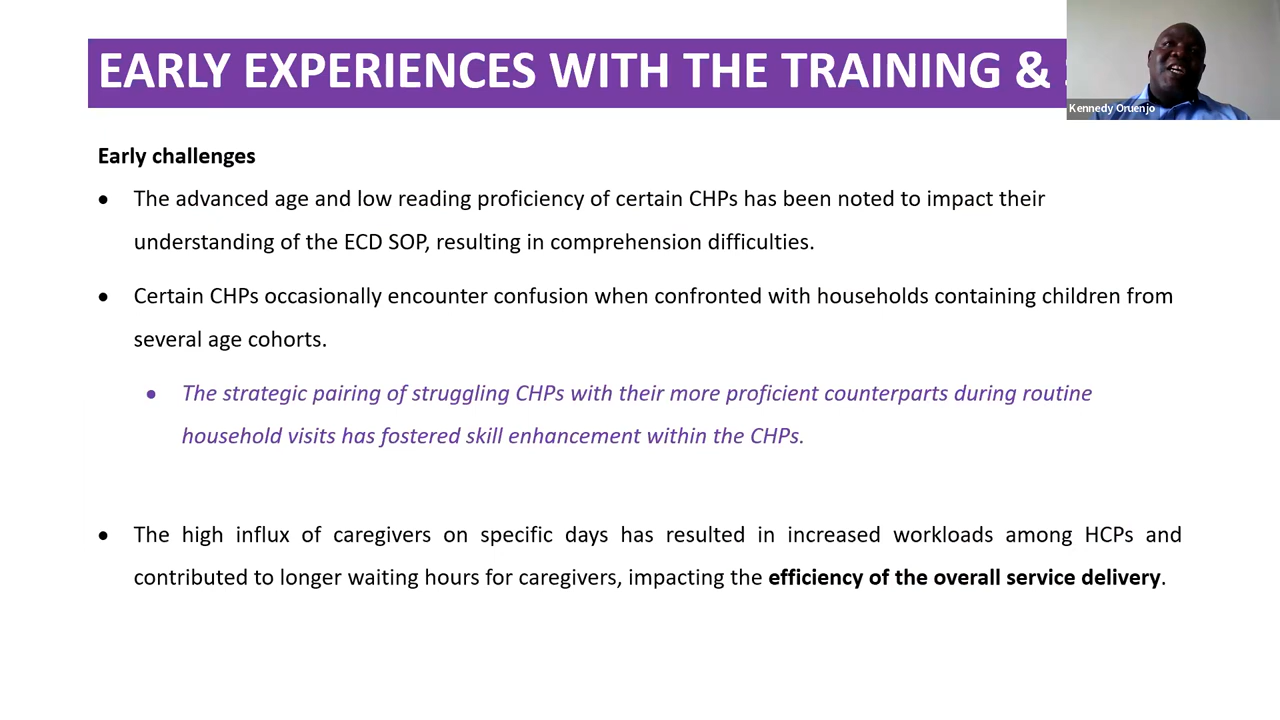 EARLY EXPERIENCES WITH THE TRAINING &
Kennedy Oruenjo
Early challenges
• The advanced age and low reading proficiency of certain CHPs has been noted to impact their
understanding of the ECD SOP, resulting in comprehension difficulties.
• Certain CHPs occasionally encounter confusion when confronted with households containing children from
several age cohorts.
• The strategic pairing of struggling CHPs with their more proficient counterparts during routine
household visits has fostered skill enhancement within the CHPs.
• The high influx of caregivers on specific days has resulted in increased workloads among HCPs and
contributed to longer waiting hours for caregivers, impacting the efficiency of the overall service delivery.